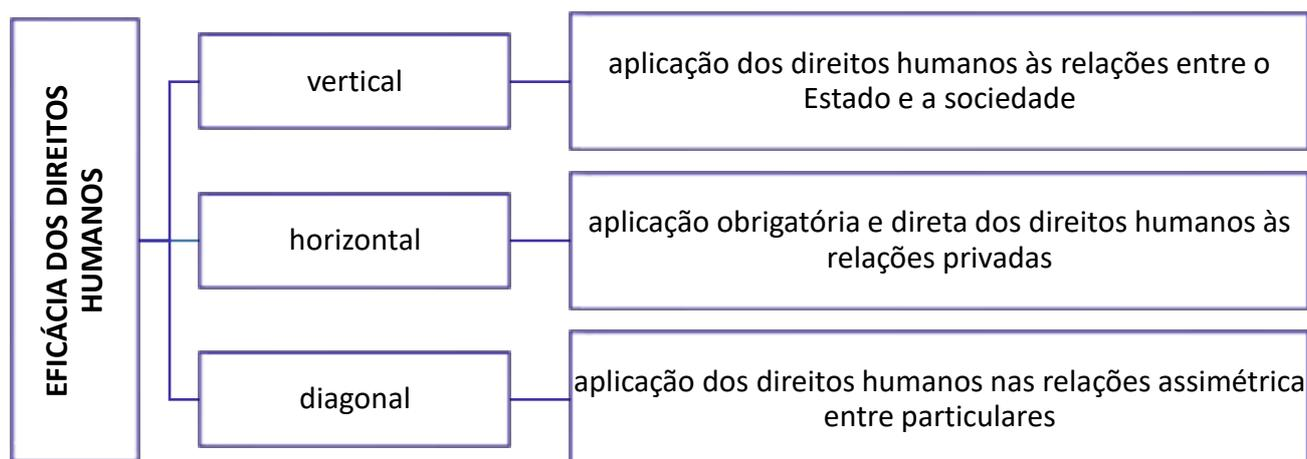 EFICÁCIA DOS DIREITOS
HUMANOS
vertical
aplicação dos direitos humanos às relações entre o
Estado e a sociedade
horizontal
aplicação obrigatória e direta dos direitos humanos às
relações privadas
diagonal
aplicação dos direitos humanos nas relações assimétrica
entre particulares